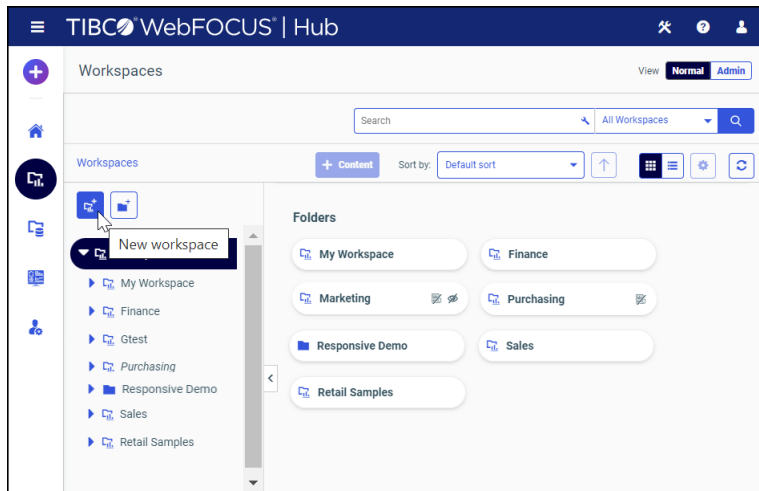 TIBCO® WebFOCUS® | Hub
Workspaces
View Normal Admin
Search
All Workspaces
Workspaces
+ Content
Sort by: Default sort
New workspace
Folders
My Workspace
Finance
Marketing
Purchasing
Responsive Demo
Sales
Retail Samples
My Workspace
Finance
Gtest
Purchasing
Responsive Demo
Sales
Retail Samples